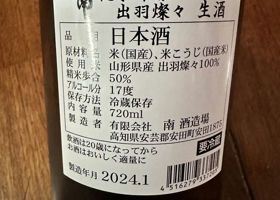 出羽燦々 生酒
品目 日本酒
原材料名 米(国産)、米こうじ(国産米)
使用米 山形県産 出羽燦々100%
精米歩合 50%
アルコール分 17度
保存方法 冷蔵保存
内容量 720ml
製造者 有限会社 南 酒造場
高知県安芸郡安田町安田1875
飲酒は20歳になってから
お酒はおいしく適量に
要冷蔵
製造年月 2024.1